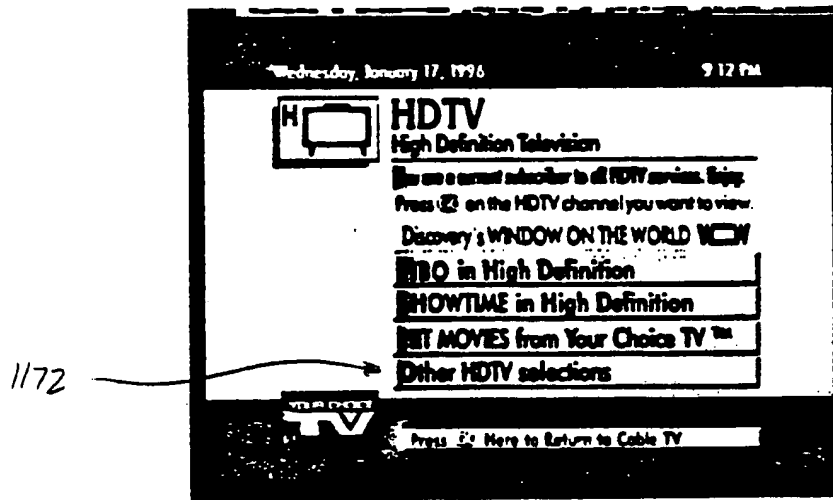 Wednesday, January 17, 1996 9:12 PM
H
HDTV
High Definition Television
You are a current subscriber to all HDTV services. Enjoy.
Press on the HDTV channel you want to view.
Discovery's WINDOW ON THE WORLD WOW
HBO in High Definition
SHOWTIME in High Definition
HIT MOVIES from Your Choice TV ™
Other HDTV selections
1172
YOUR CHOICE
TV
Press Here to Return to Cable TV